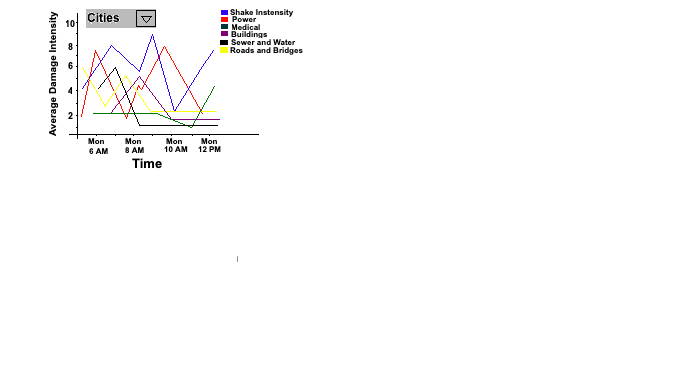 Cities
Average Damage Intensity
10
8
6
4
2
Shake Instensity
Power
Medical
Buildings
Sewer and Water
Roads and Bridges
Mon
6 AM
Mon
8 AM
Mon
10 AM
Mon
12 PM
Time